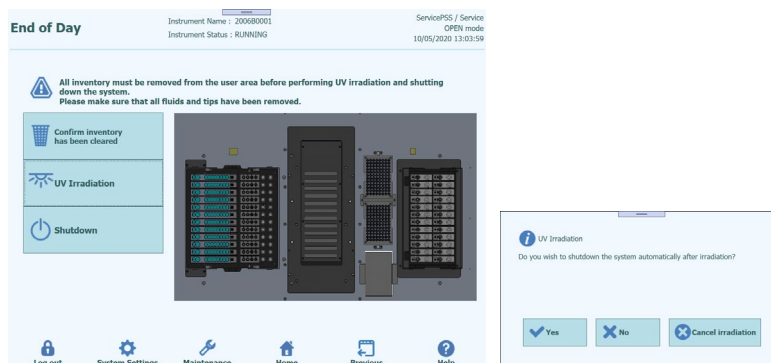 End of Day
Instrument Name : 2006B0001
Instrument Status : RUNNING
ServicePSS / Service
OPEN mode
10/05/2020 13:03:59
All inventory must be removed from the user area before performing UV irradiation and shutting
down the system.
Please make sure that all fluids and tips have been removed.
Confirm inventory
has been cleared
UV Irradiation
Shutdown
Log out
System Settings
Maintenance
Home
Previous
Help
UV Irradiation
Do you wish to shutdown the system automatically after irradiation?
Yes
No
Cancel irradiation